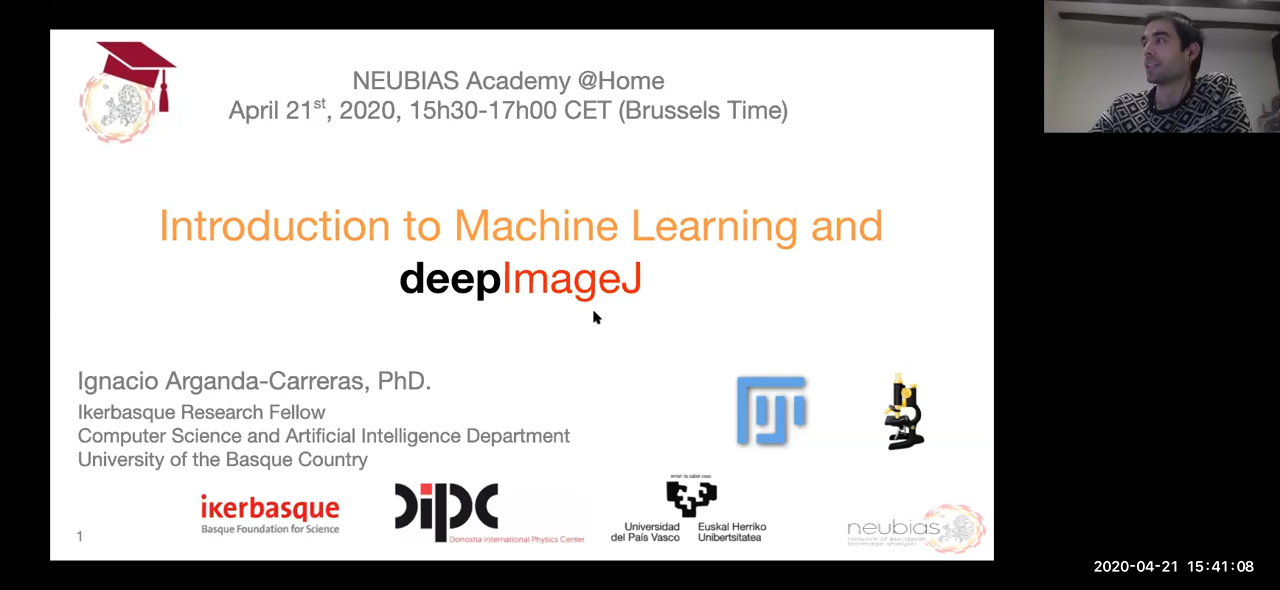 NEUBIAS Academy @Home
April 21st, 2020, 15h30-17h00 CET (Brussels Time)
Introduction to Machine Learning and
deepImageJ
Ignacio Arganda-Carreras, PhD.
Ikerbasque Research Fellow
Computer Science and Artificial Intelligence Department
University of the Basque Country
ikerbasque
Basque Foundation for Science
dipc
Donostia International Physics Center
Universidad del País Vasco
Euskal Herriko Unibertsitatea
neubias
1
2020-04-21 15:41:08